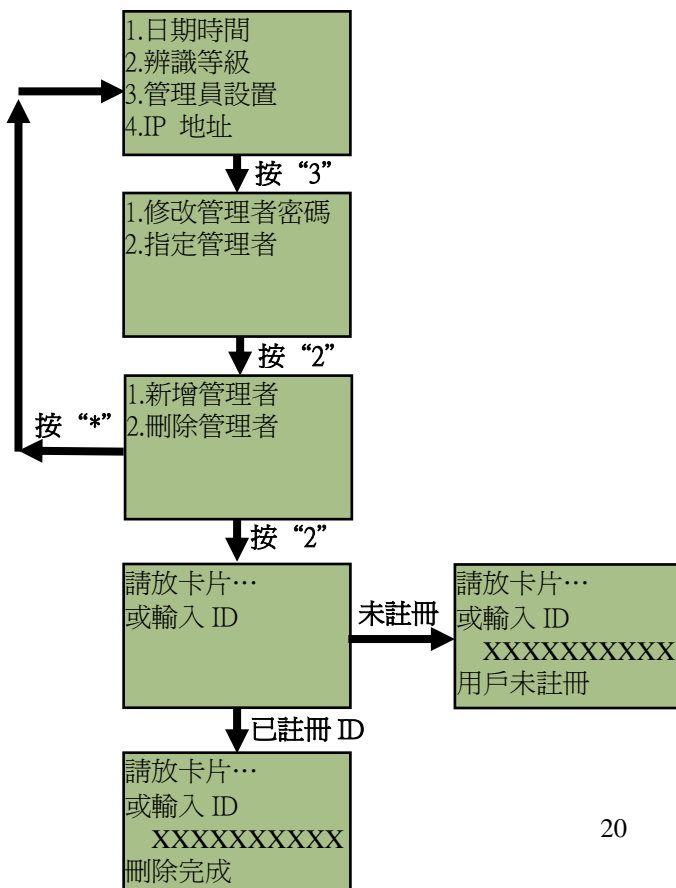 1.日期時間
2.辨識等級
3.管理員設置
4.IP 地址
按“3”
1.修改管理者密碼
2.指定管理者
按“2”
1.新增管理者
2.刪除管理者
按“*”
按“2”
請放卡片…
或輸入 ID
未註冊
請放卡片…
或輸入 ID
XXXXXXXXXX
用戶未註冊
已註冊 ID
請放卡片…
或輸入 ID
XXXXXXXXXX
刪除完成
20